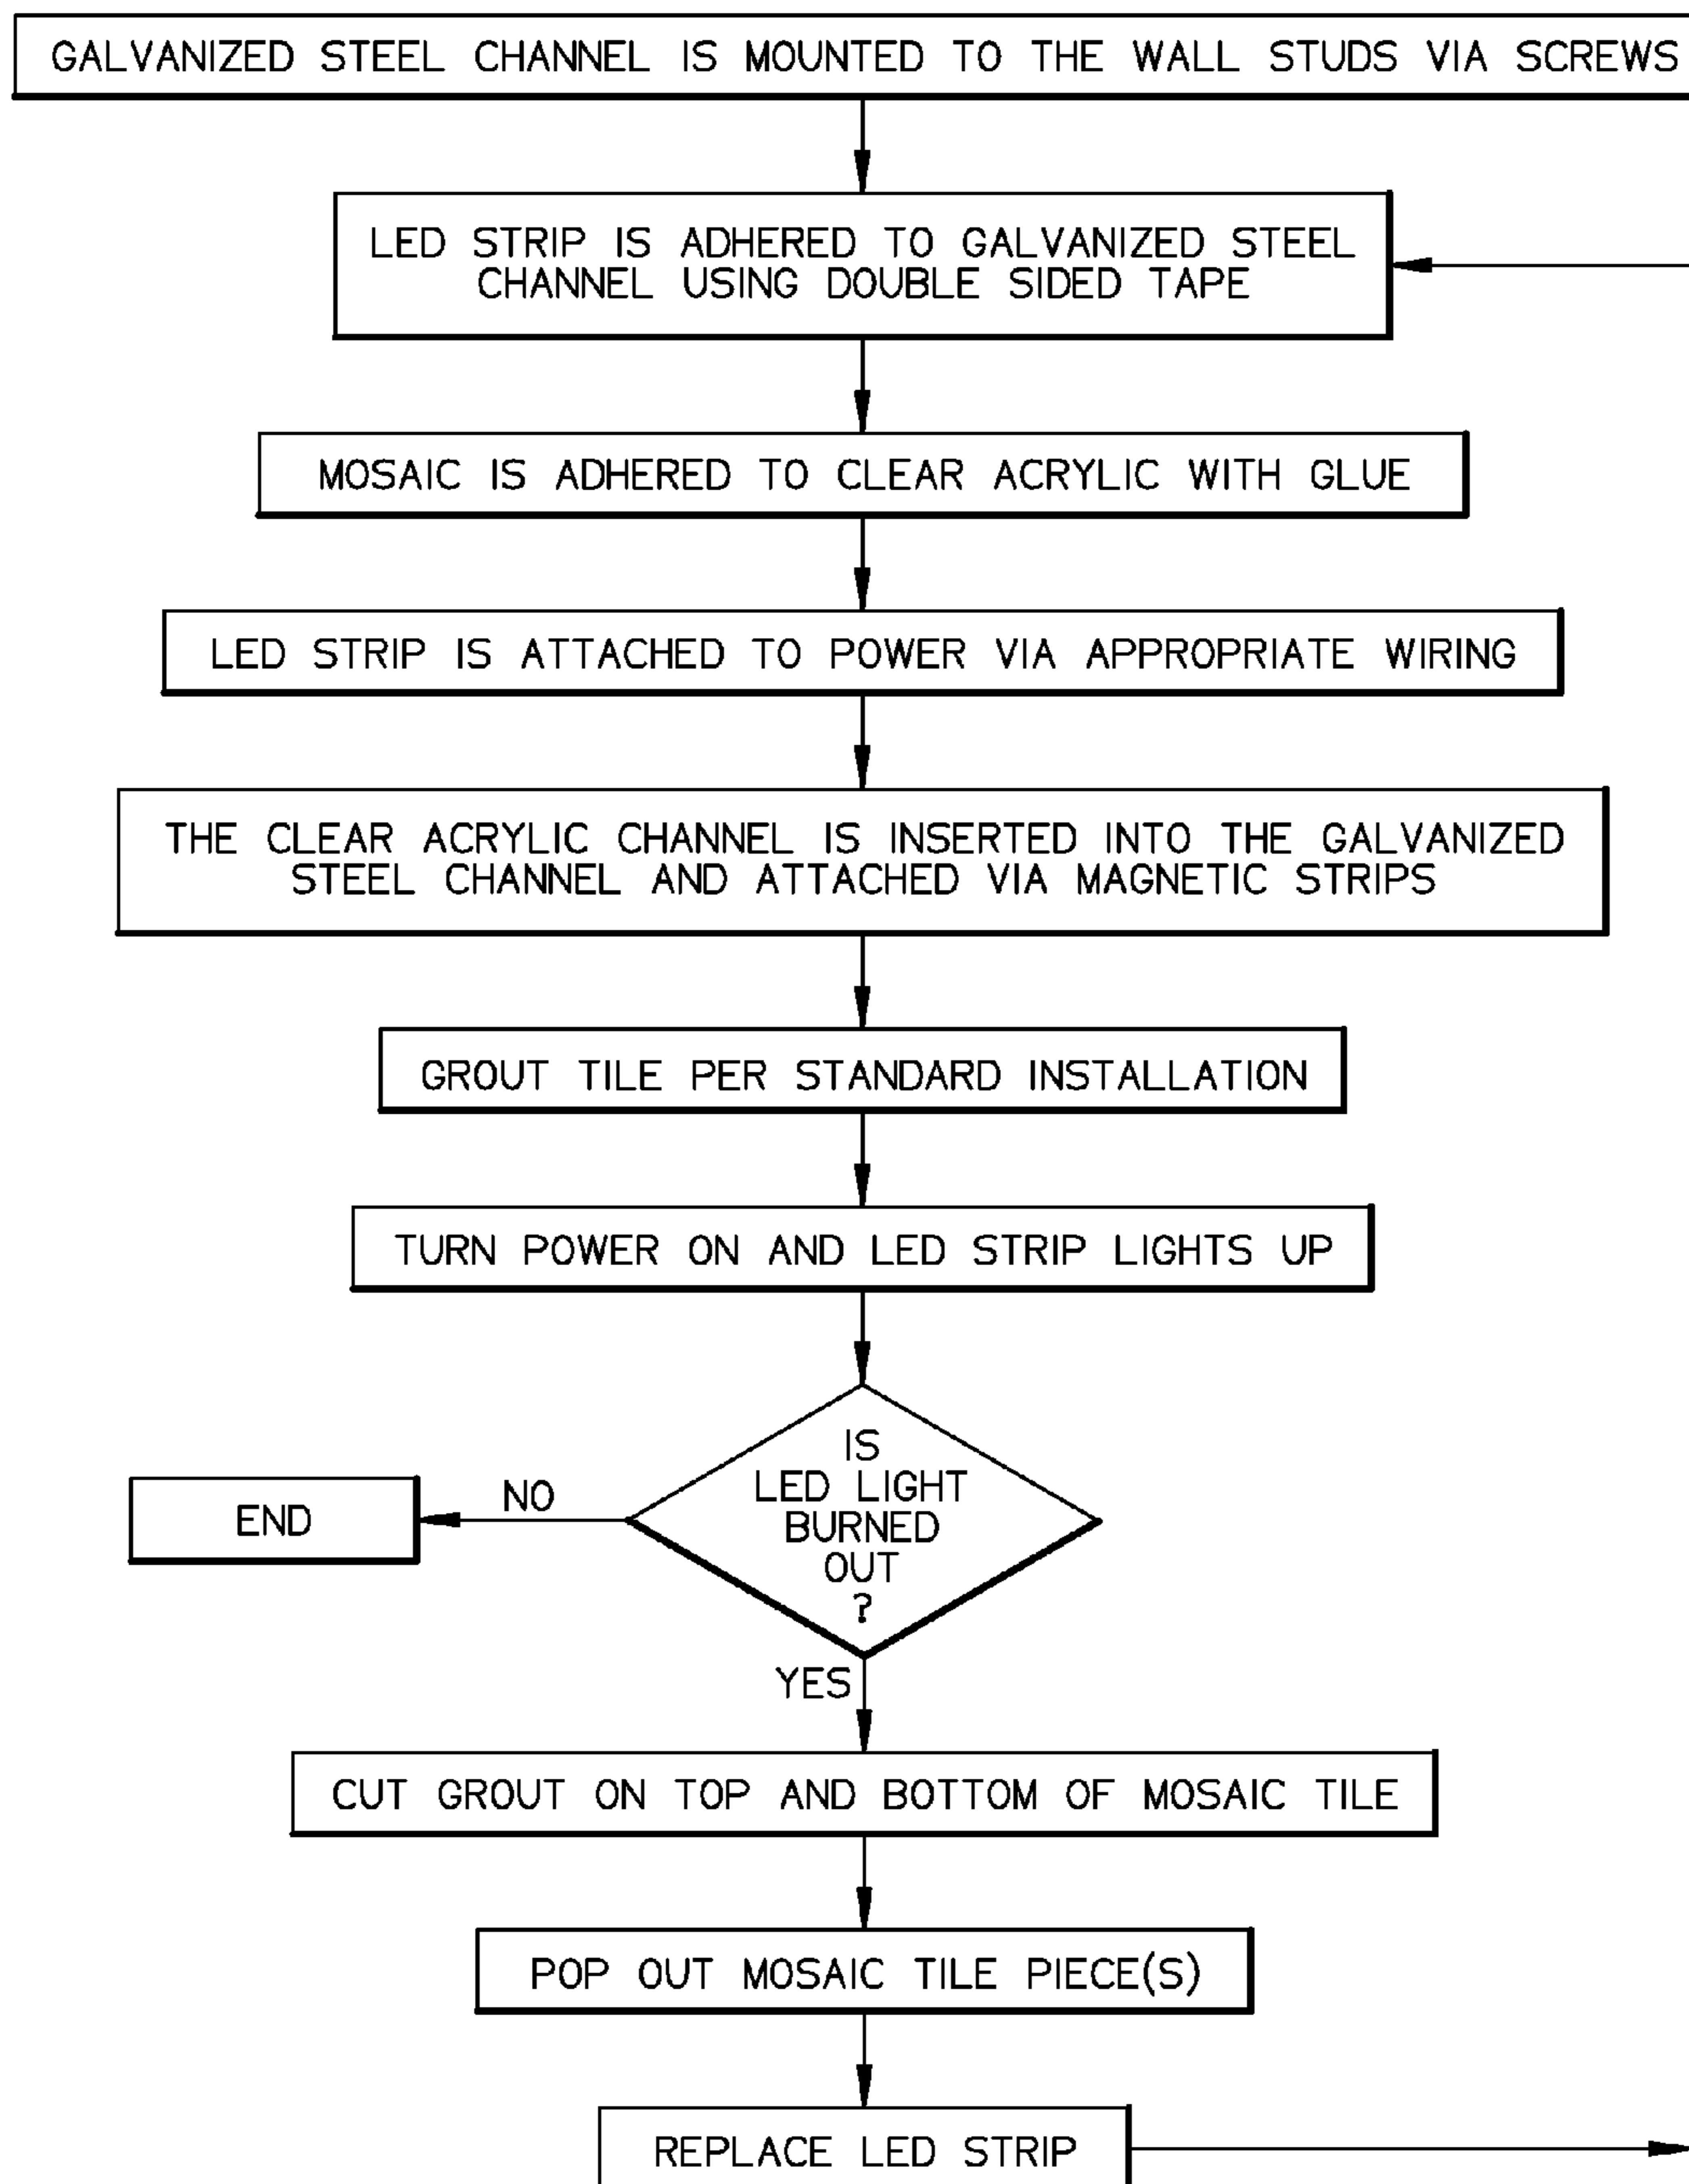 GALVANIZED STEEL CHANNEL IS MOUNTED TO THE WALL STUDS VIA SCREWS
LED STRIP IS ADHERED TO GALVANIZED STEEL
CHANNEL USING DOUBLE SIDED TAPE
MOSAIC IS ADHERED TO CLEAR ACRYLIC WITH GLUE
LED STRIP IS ATTACHED TO POWER VIA APPROPRIATE WIRING
THE CLEAR ACRYLIC CHANNEL IS INSERTED INTO THE GALVANIZED
STEEL CHANNEL AND ATTACHED VIA MAGNETIC STRIPS
GROUT TILE PER STANDARD INSTALLATION
TURN POWER ON AND LED STRIP LIGHTS UP
IS
LED LIGHT
BURNED
OUT
?
NO
END
YES
CUT GROUT ON TOP AND BOTTOM OF MOSAIC TILE
POP OUT MOSAIC TILE PIECE(S)
REPLACE LED STRIP